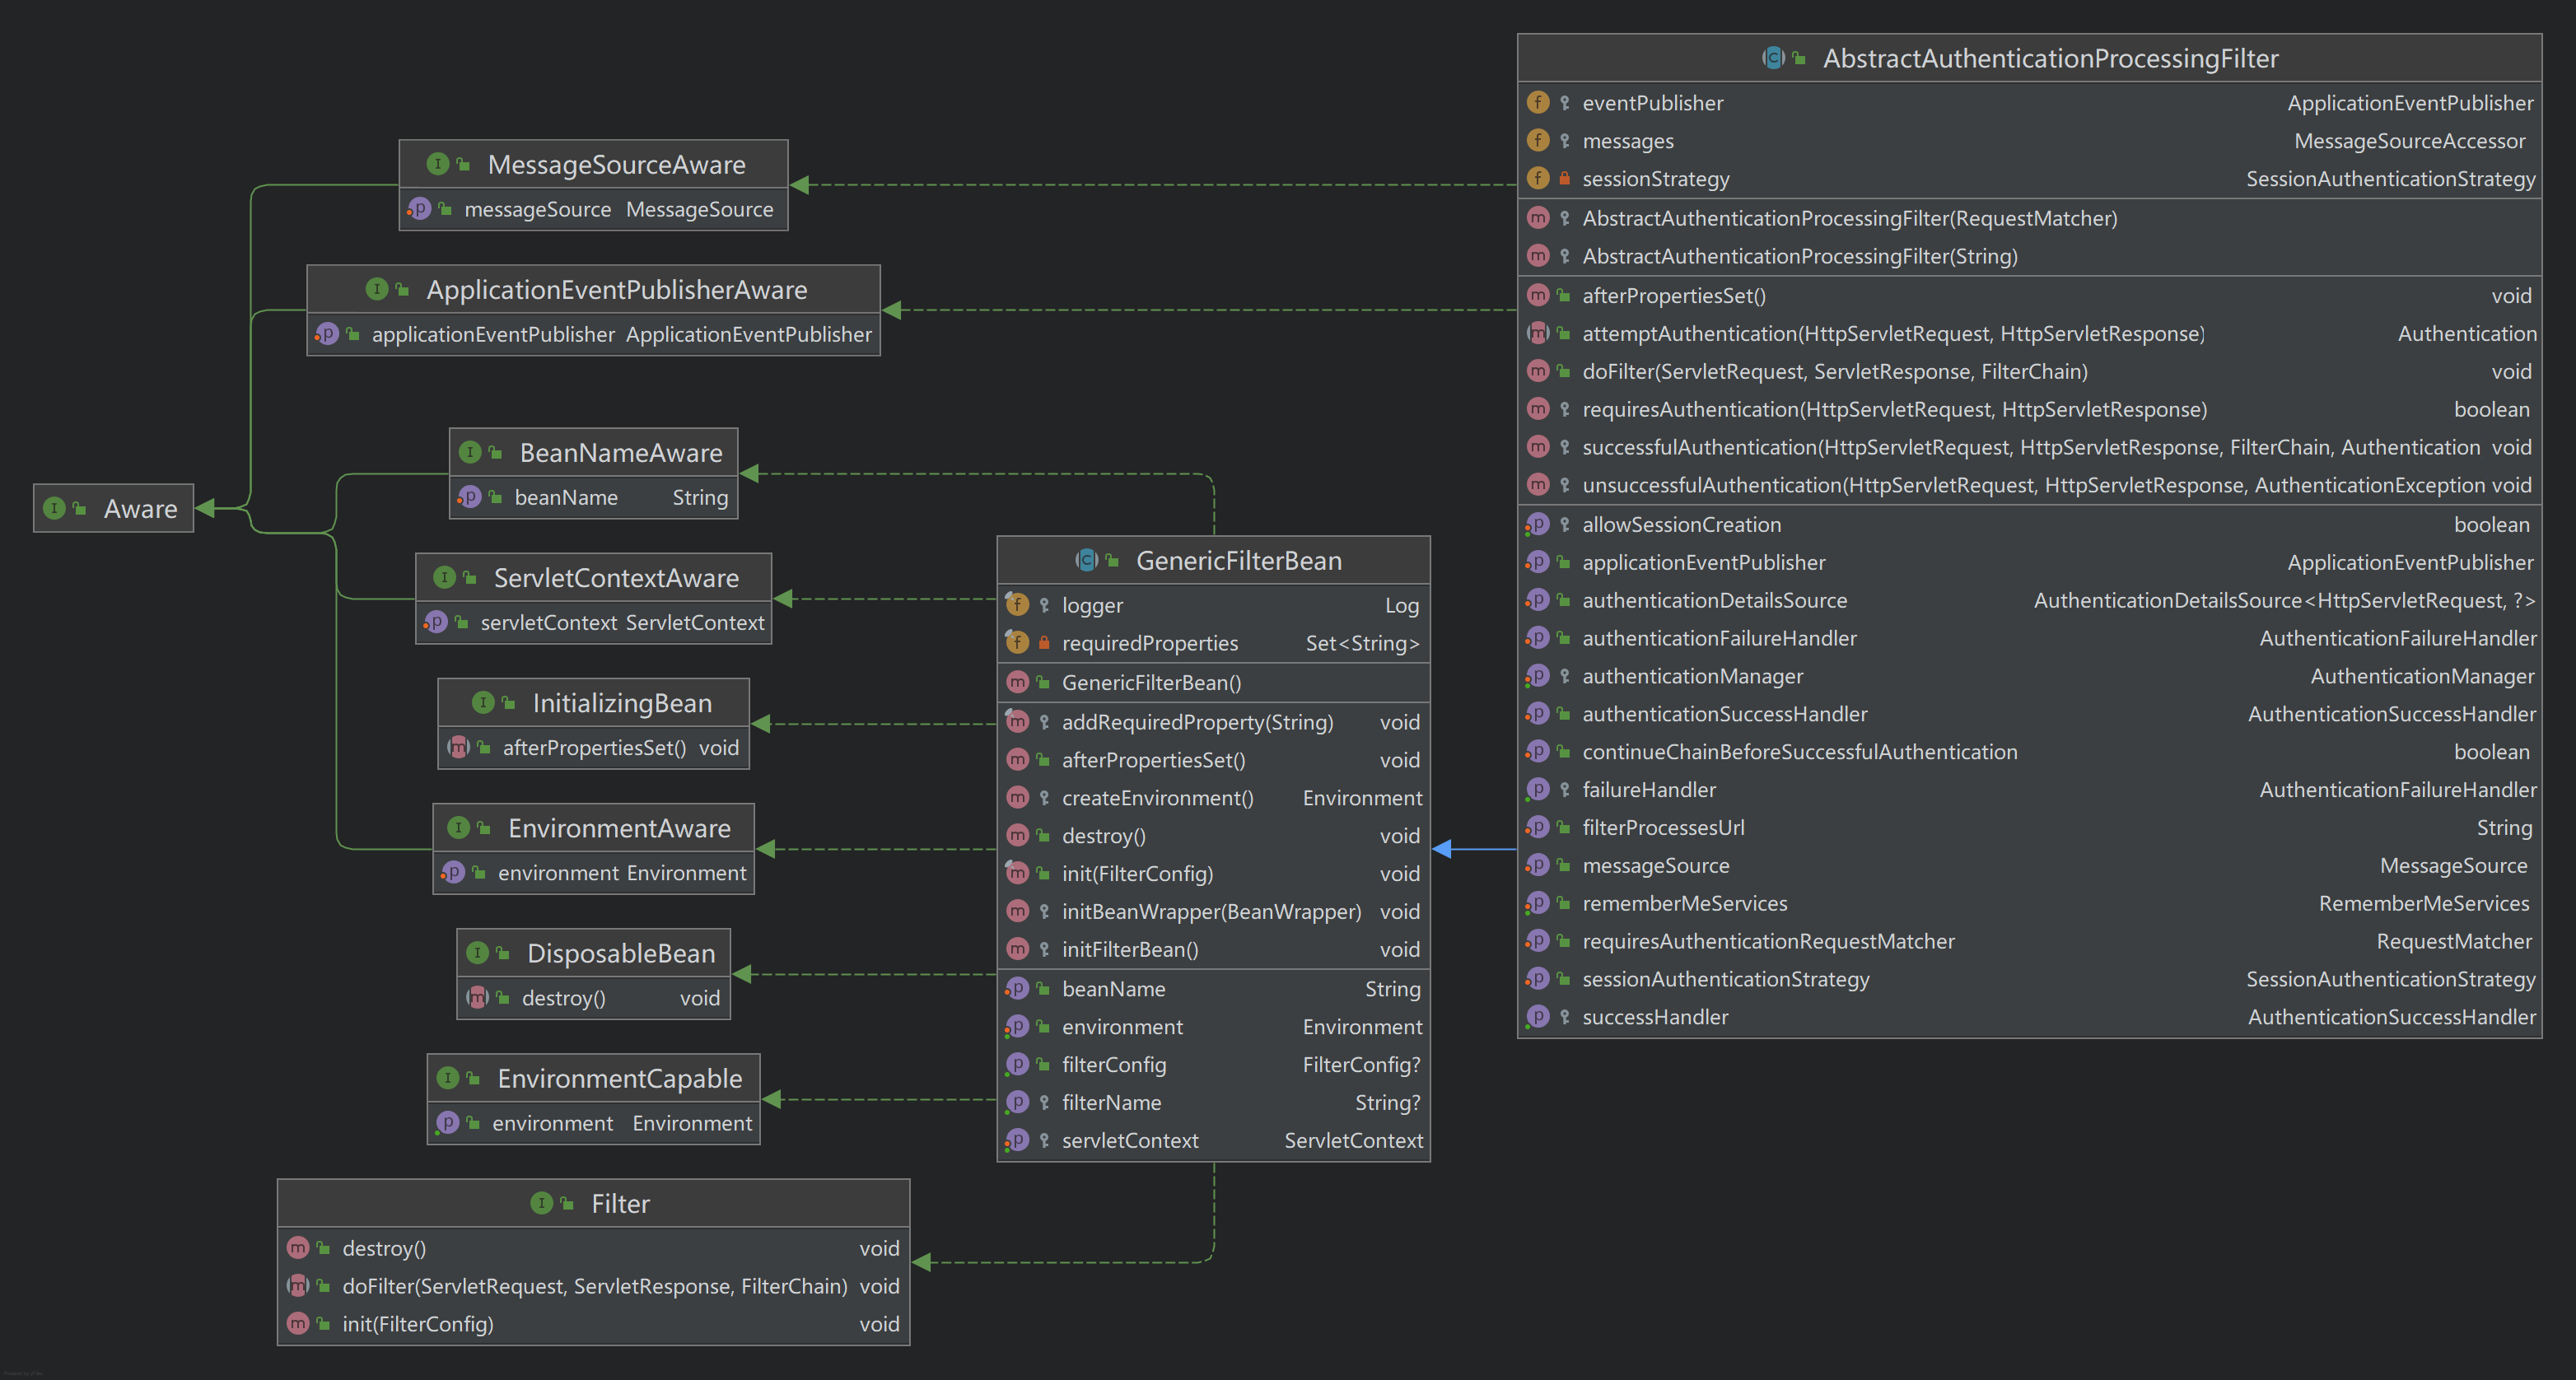 AbstractAuthenticationProcessingFilter
eventPublisher ApplicationEventPublisher
messages MessageSourceAccessor
sessionStrategy SessionAuthenticationStrategy
AbstractAuthenticationProcessingFilter(RequestMatcher)
AbstractAuthenticationProcessingFilter(String)
afterPropertiesSet() void
attemptAuthentication(HttpServletRequest, HttpServletResponse) Authentication
doFilter(ServletRequest, ServletResponse, FilterChain) void
requiresAuthentication(HttpServletRequest, HttpServletResponse) boolean
successfulAuthentication(HttpServletRequest, HttpServletResponse, FilterChain, Authentication void
unsuccessfulAuthentication(HttpServletRequest, HttpServletResponse, AuthenticationException void
allowSessionCreation boolean
applicationEventPublisher ApplicationEventPublisher
authenticationDetailsSource AuthenticationDetailsSource<HttpServletRequest, ?>
authenticationFailureHandler AuthenticationFailureHandler
authenticationManager AuthenticationManager
authenticationSuccessHandler AuthenticationSuccessHandler
continueChainBeforeSuccessfulAuthentication boolean
failureHandler AuthenticationFailureHandler
filterProcessesUrl String
messageSource MessageSource
rememberMeServices RememberMeServices
requiresAuthenticationRequestMatcher RequestMatcher
sessionAuthenticationStrategy SessionAuthenticationStrategy
successHandler AuthenticationSuccessHandler
MessageSourceAware
messageSource MessageSource
ApplicationEventPublisherAware
applicationEventPublisher ApplicationEventPublisher
BeanNameAware
beanName String
Aware
ServletContextAware
servletContext ServletContext
InitializingBean
afterPropertiesSet() void
EnvironmentAware
environment Environment
DisposableBean
destroy() void
EnvironmentCapable
environment Environment
GenericFilterBean
logger Log
requiredProperties Set<String>
GenericFilterBean()
addRequiredProperty(String) void
afterPropertiesSet() void
createEnvironment() Environment
destroy() void
init(FilterConfig) void
initBeanWrapper(BeanWrapper) void
initFilterBean() void
beanName String
environment Environment
filterConfig FilterConfig?
filterName String?
servletContext ServletContext
Filter
destroy() void
doFilter(ServletRequest, ServletResponse, FilterChain) void
init(FilterConfig) void